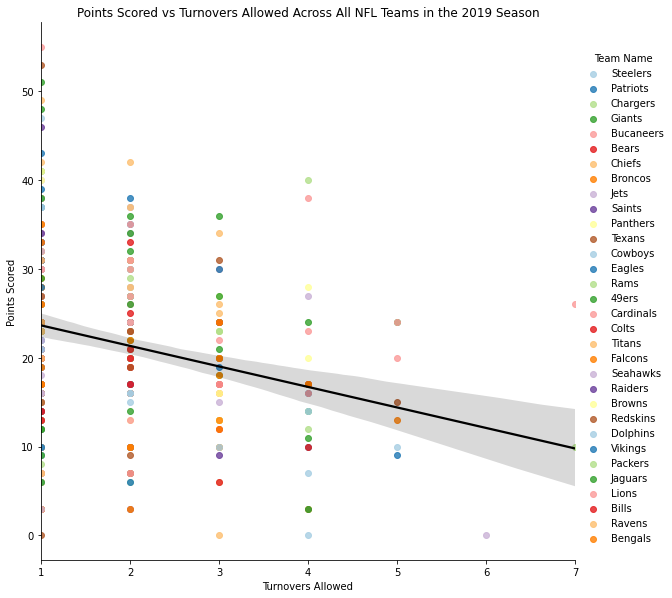 Points Scored vs Turnovers Allowed Across All NFL Teams in the 2019 Season
Points Scored
50
40
30
20
10
0
1 2 3 4 5 6 7
Turnovers Allowed
Team Name
Steelers
Patriots
Chargers
Giants
Bucaneers
Bears
Chiefs
Broncos
Jets
Saints
Panthers
Texans
Cowboys
Eagles
Rams
49ers
Cardinals
Colts
Titans
Falcons
Seahawks
Raiders
Browns
Redskins
Dolphins
Vikings
Packers
Jaguars
Lions
Bills
Ravens
Bengals